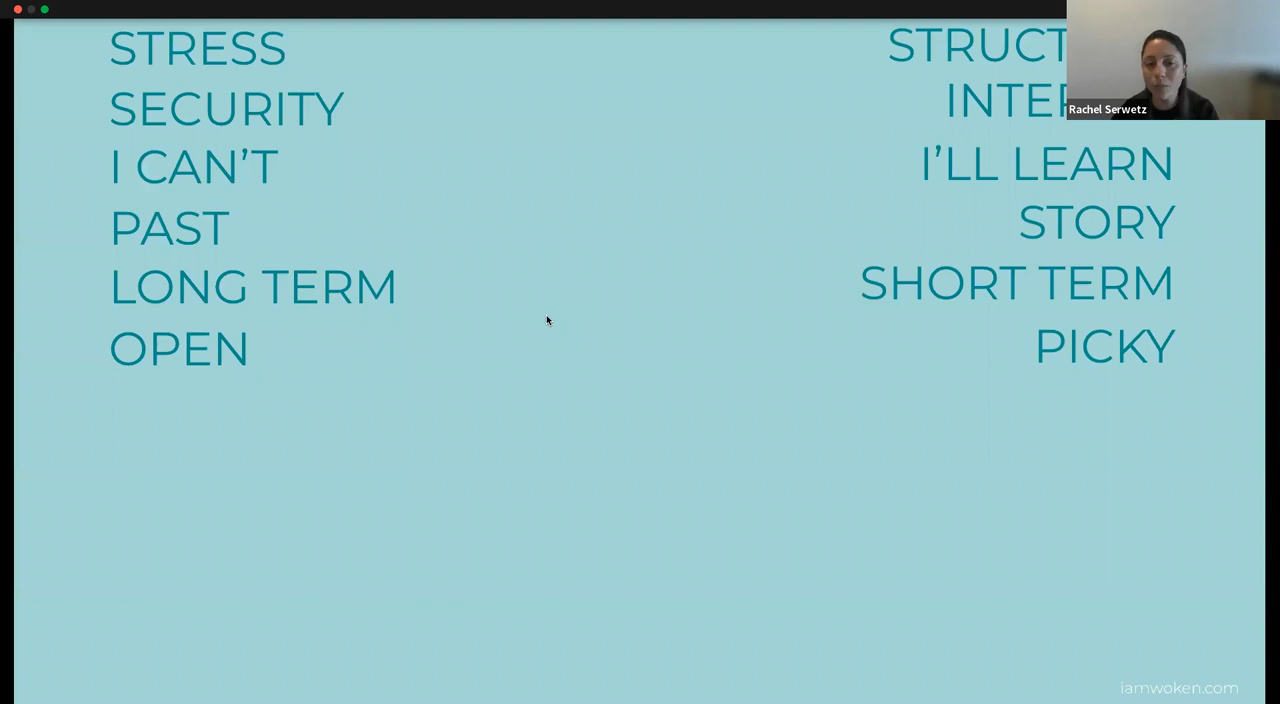 STRESS
SECURITY
I CAN'T
PAST
LONG TERM
OPEN
I'LL LEARN
STORY
SHORT TERM
PICKY
Rachel Serwetz
iamwoken.com